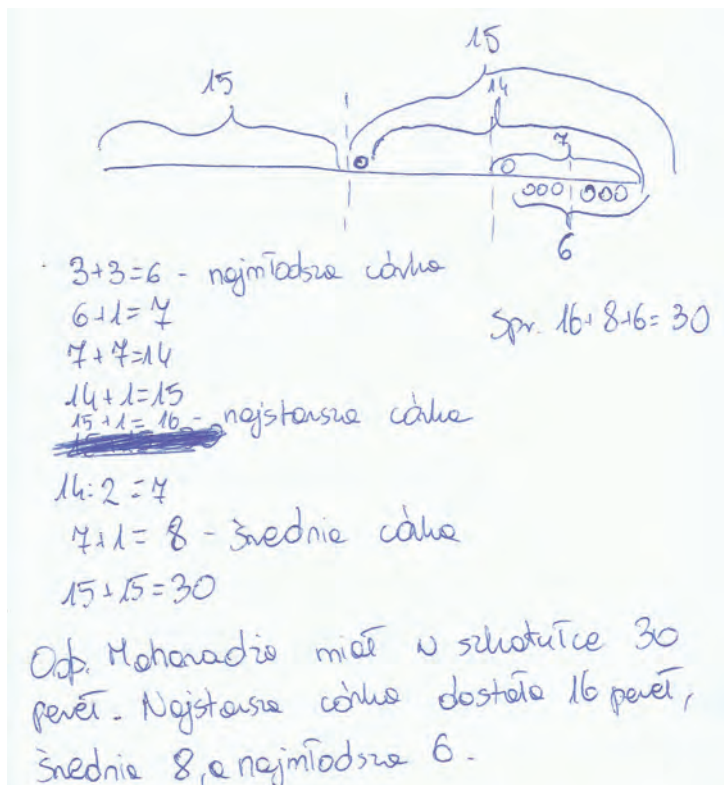 15
15
14
7
6
3+3=6 - najmłodsza córka
6+1=7
Spr. 16+8+6=30
7+7=14
14+1=15
15+1=16 - najstarsza córka
14:2=7
7+1=8 - średnia córka
15+15=30
Odp. Maharadża miał w szkatułce 30
pereł. Najstarsza córka dostała 16 pereł,
średnia 8, a najmłodsza 6.